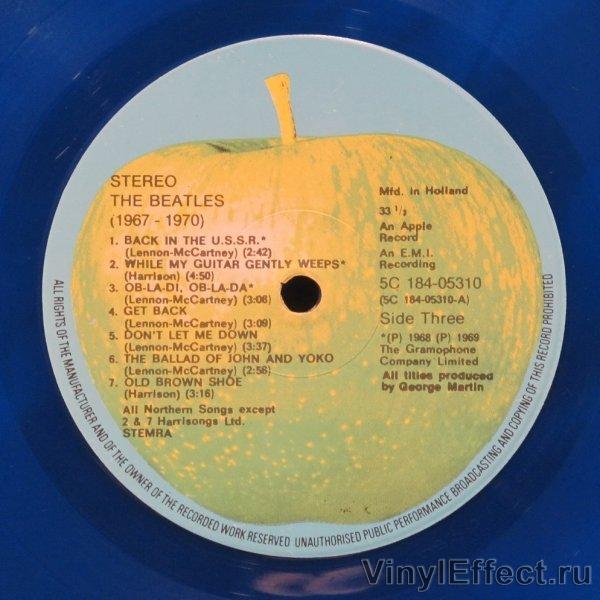 STEREO
THE BEATLES
(1967 - 1970)
1. BACK IN THE U.S.S.R.*
(Lennon-McCartney) (2:42)
2. WHILE MY GUITAR GENTLY WEEPS*
(Harrison) (4:50)
3. OB-LA-DI, OB-LA-DA*
(Lennon-McCartney) (3:08)
4. GET BACK
(Lennon-McCartney) (3:09)
5. DON'T LET ME DOWN
(Lennon-McCartney) (3:37)
6. THE BALLAD OF JOHN AND YOKO
(Lennon-McCartney) (2:58)
7. OLD BROWN SHOE
(Harrison) (3:16)
All Northern Songs except
2 & 7 Harrisongs Ltd.
STEMRA
Mfd. in Holland
33 1/3
An Apple
Record
An E.M.I.
Recording
5C 184-05310
(5C 184-05310-A)
Side Three
*(P) 1968 (P) 1969
The Gramophone
Company Limited
All titles produced
by George Martin
ALL RIGHTS OF THE MANUFACTURER AND OF THE OWNER OF THE RECORDED WORK RESERVED UNAUTHORISED PUBLIC PERFORMANCE BROADCASTING AND COPYING OF THIS RECORD PROHIBITED
VinylEffect.ru